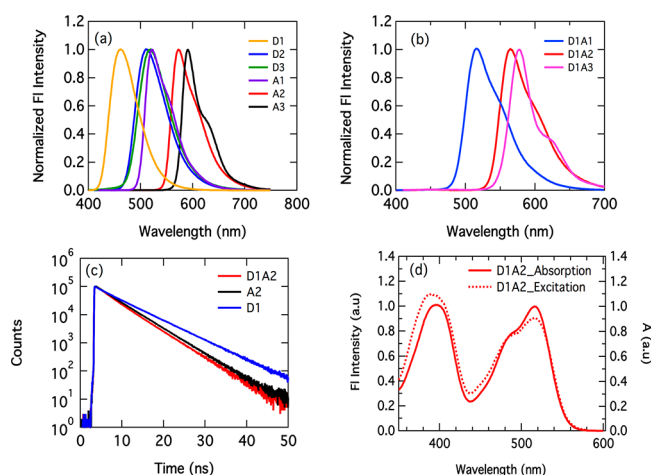 (a)
D1
D2
D3
A1
A2
A3
Normalized Fl Intensity
1.4
1.2
1.0
0.8
0.6
0.4
0.2
0.0
400 500 600 700 800
Wavelength (nm)
(b)
D1A1
D1A2
D1A3
Normalized Fl Intensity
1.4
1.2
1.0
0.8
0.6
0.4
0.2
0.0
400 500 600 700
Wavelength (nm)
(c)
D1A2
A2
D1
Counts
10^6
10^5
10^4
10^3
10^2
10^1
10^0
0 10 20 30 40 50
Time (ns)
(d)
D1A2_Absorption
D1A2_Excitation
Fl Intensity (a.u)
1.4
1.2
1.0
0.8
0.6
0.4
0.2
0.0
1.4
1.2
1.0
0.8
0.6
0.4
0.2
0.0
A (a.u)
400 500 600
Wavelength (nm)